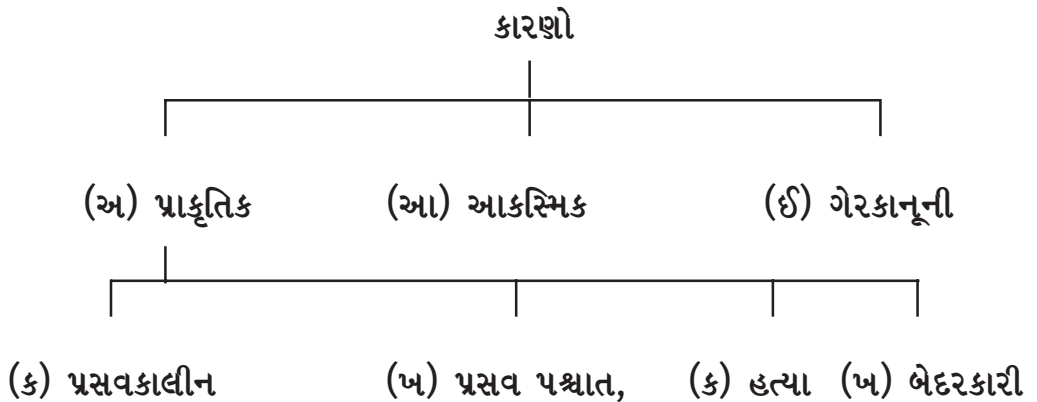 કારણો
(અ) પ્રાકૃતિક (આ) આકસ્મિક (ઈ) ગેરકાનૂની
(ક) પ્રસવકાલીન (ખ) પ્રસવ પશ્ચાત, (ક) હત્યા (ખ) બેદરકારી